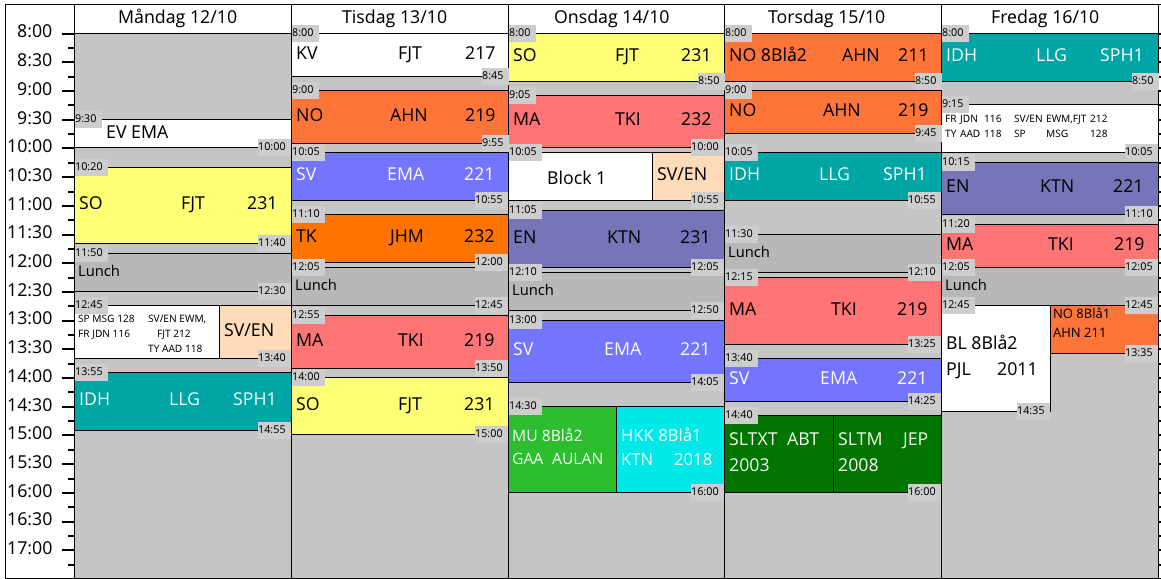 Måndag 12/10 Tisdag 13/10 Onsdag 14/10 Torsdag 15/10 Fredag 16/10
8:00
8:30
9:00
9:30
10:00
10:30
11:00
11:30
12:00
12:30
13:00
13:30
14:00
14:30
15:00
15:30
16:00
16:30
17:00
9:30
EV EMA
10:00
10:20
SO FJT 231
11:40
11:50
Lunch
12:30
12:45
SP MSG 128 SV/EN EWM,
FR JDN 116 FJT 212
TY AAD 118
SV/EN
13:40
13:55
IDH LLG SPH1
14:55
8:00
KV FJT 217
8:45
9:00
NO AHN 219
9:55
10:05
SV EMA 221
10:55
11:10
TK JHM 232
12:00
12:05
Lunch
12:45
12:55
MA TKI 219
13:50
14:00
SO FJT 231
15:00
8:00
SO FJT 231
8:50
9:05
MA TKI 232
10:00
10:05
Block 1 SV/EN
10:55
11:05
EN KTN 231
12:05
12:10
Lunch
12:50
13:00
SV EMA 221
14:05
14:30
MU 8Blå2
GAA AULAN
HKK 8Blå1
KTN 2018
16:00
8:00
NO 8Blå2 AHN 211
8:50
9:00
NO AHN 219
9:45
10:05
IDH LLG SPH1
10:55
11:30
Lunch
12:10
12:15
MA TKI 219
13:25
13:40
SV EMA 221
14:25
14:40
SLTXT ABT
2003
SLTM JEP
2008
16:00
8:00
IDH LLG SPH1
8:50
9:15
FR JDN 116 SV/EN EWM,FJT 212
TY AAD 118 SP MSG 128
10:05
10:15
EN KTN 221
11:10
11:20
MA TKI 219
12:05
12:05
Lunch
12:45
12:45
BL 8Blå2
PJL 2011
14:35
NO 8Blå1
AHN 211
13:35